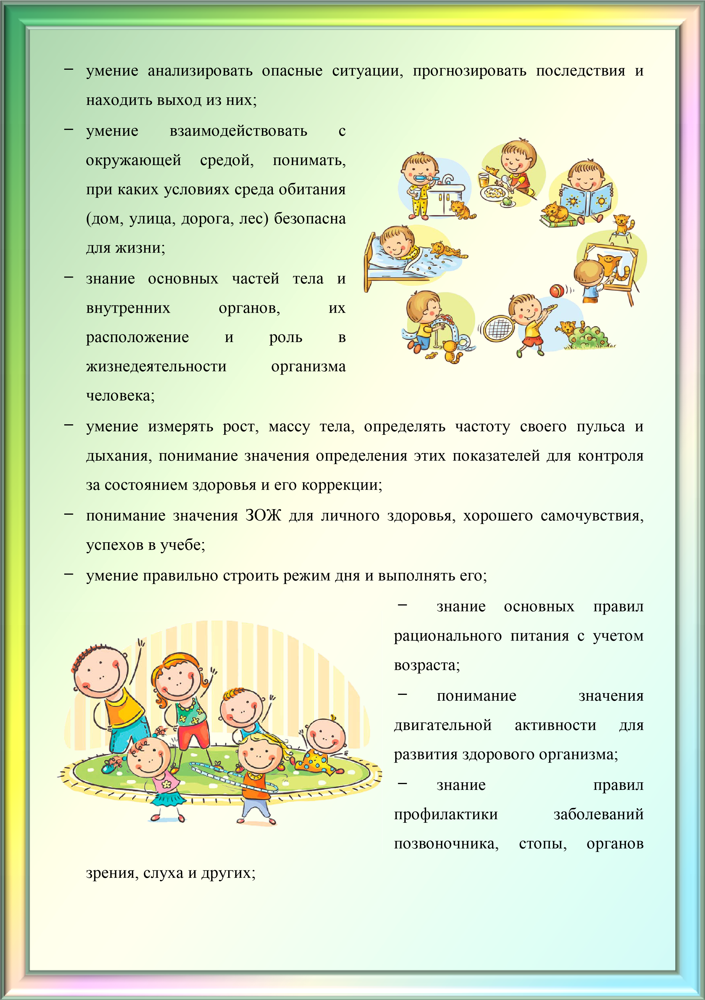 – умение анализировать опасные ситуации, прогнозировать последствия и
находить выход из них;
– умение взаимодействовать с
окружающей средой, понимать,
при каких условиях среда обитания
(дом, улица, дорога, лес) безопасна
для жизни;
– знание основных частей тела и
внутренних органов, их
расположение и роль в
жизнедеятельности организма
человека;
– умение измерять рост, массу тела, определять частоту своего пульса и
дыхания, понимание значения определения этих показателей для контроля
за состоянием здоровья и его коррекции;
– понимание значения ЗОЖ для личного здоровья, хорошего самочувствия,
успехов в учебе;
– умение правильно строить режим дня и выполнять его;
– знание основных правил
рационального питания с учетом
возраста;
– понимание значения
двигательной активности для
развития здорового организма;
– знание правил
профилактики заболеваний
позвоночника, стопы, органов
зрения, слуха и других;